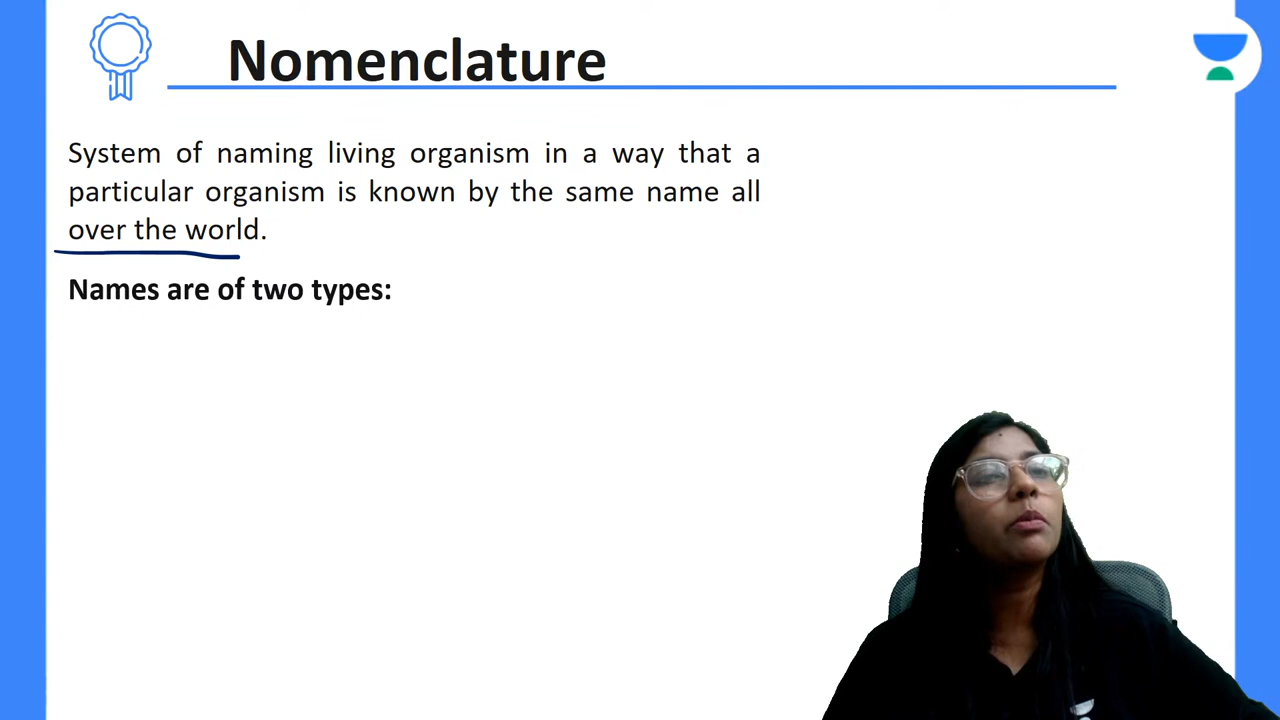 Nomenclature
System of naming living organism in a way that a
particular organism is known by the same name all
over the world.
Names are of two types: